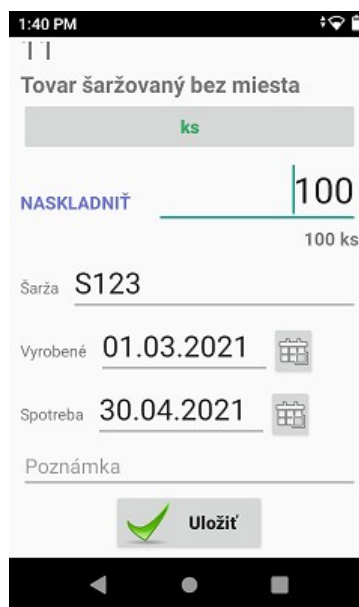 1:40 PM
Tovar šaržovaný bez miesta
ks
NASKLADNIŤ 100
100 ks
Šarža S123
Vyrobené 01.03.2021
Spotreba 30.04.2021
Poznámka
Uložiť